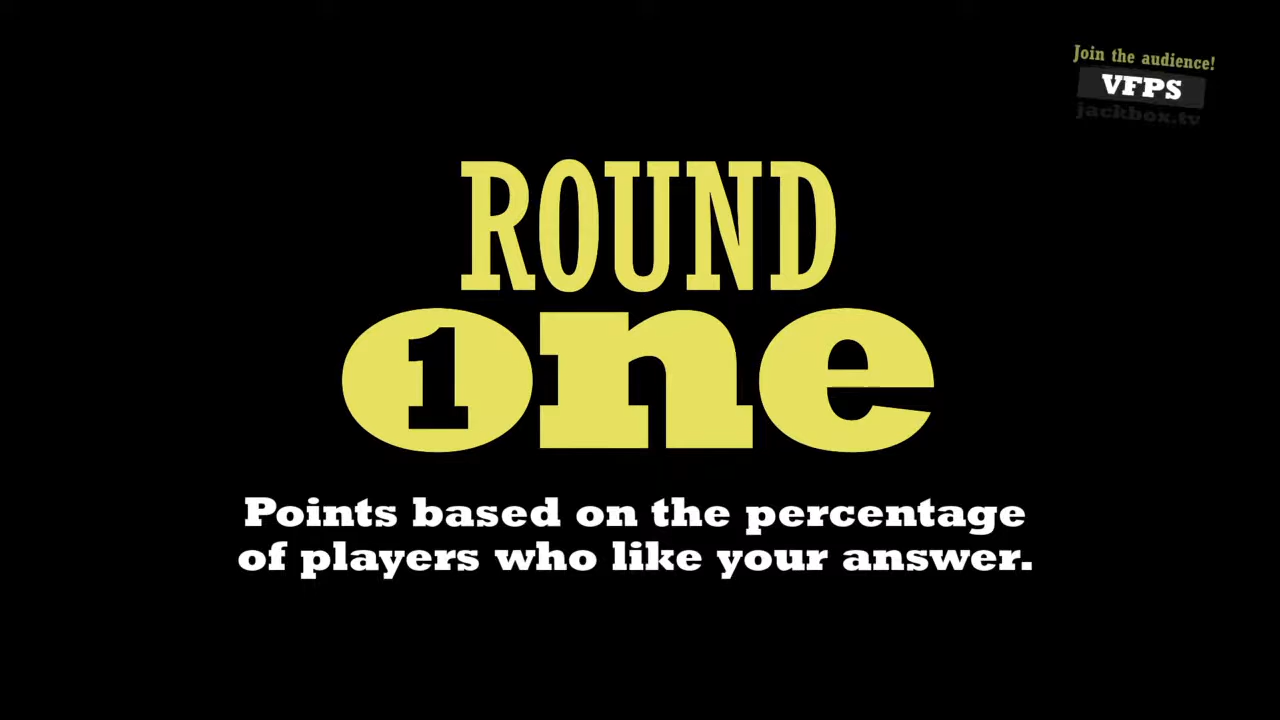 Join the audience!
VFPS
jackbox.tv
ROUND
One
1
Points based on the percentage
of players who like your answer.